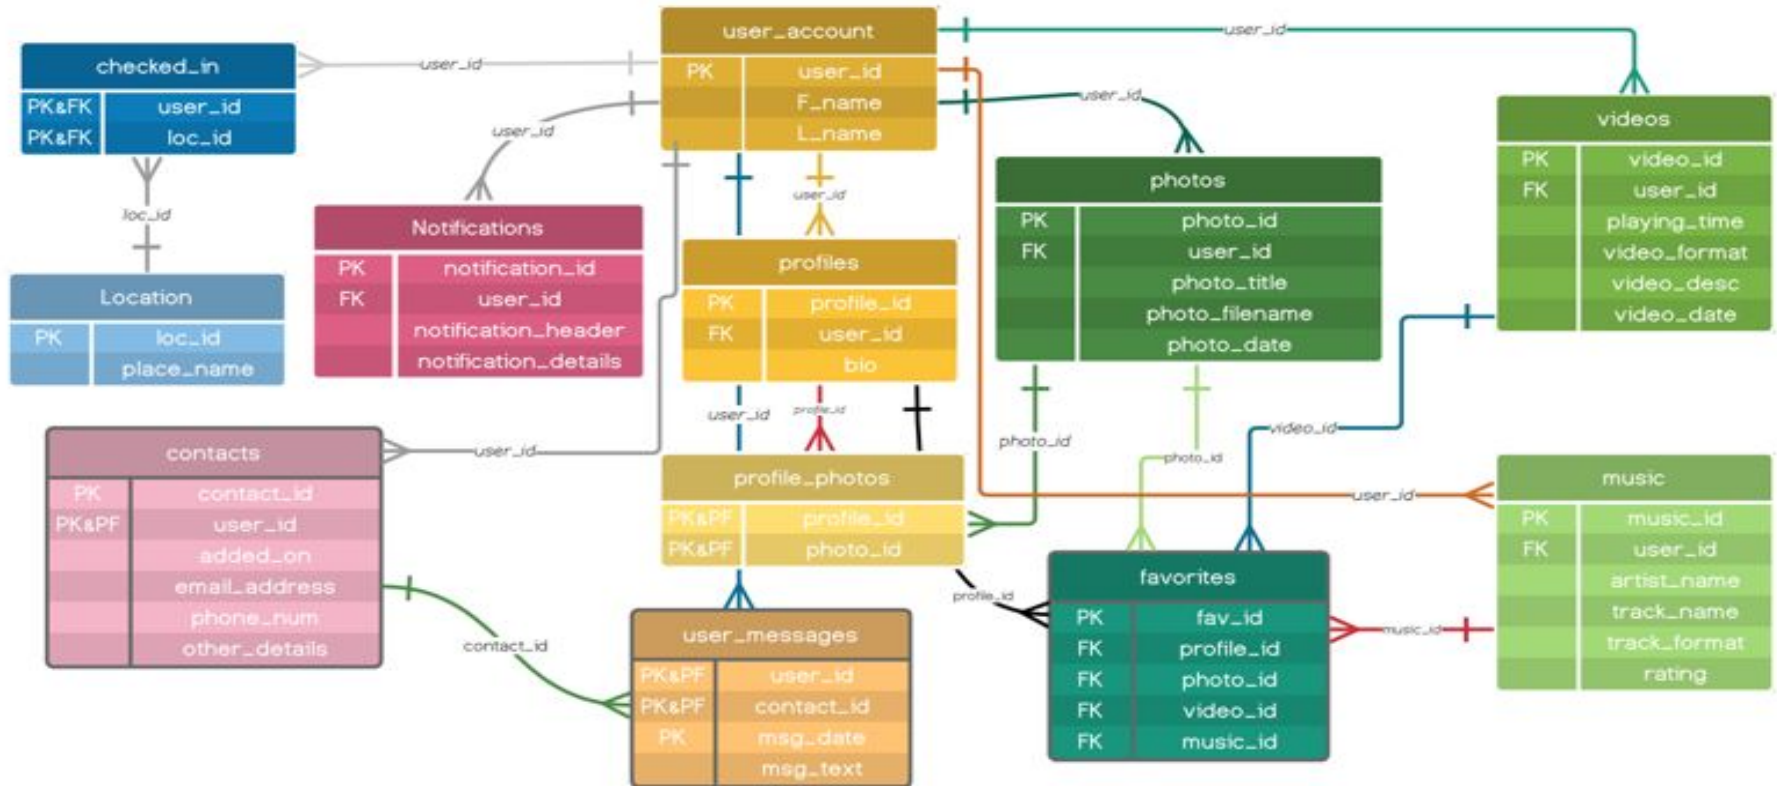 user_account
PK user_id
F_name
L_name
checked_in
PK&FK user_id
PK&FK loc_id
user_id
user_id
user_id
user_id
loc_id
user_id
Location
PK loc_id
place_name
Notifications
PK notification_id
FK user_id
notification_header
notification_details
profiles
PK profile_id
FK user_id
bio
photos
PK photo_id
FK user_id
photo_title
photo_filename
photo_date
videos
PK video_id
FK user_id
playing_time
video_format
video_desc
video_date
user_id
profile_id
photo_id
photo_id
video_id
contacts
PK contact_id
PK&PF user_id
added_on
email_address
phone_num
other_details
user_id
profile_photos
PK&PF profile_id
PK&PF photo_id
user_id
music
PK music_id
FK user_id
artist_name
track_name
track_format
rating
contact_id
profile_id
music_id
user_messages
PK&PF user_id
PK&PF contact_id
PK msg_date
msg_text
favorites
PK fav_id
FK profile_id
FK photo_id
FK video_id
FK music_id